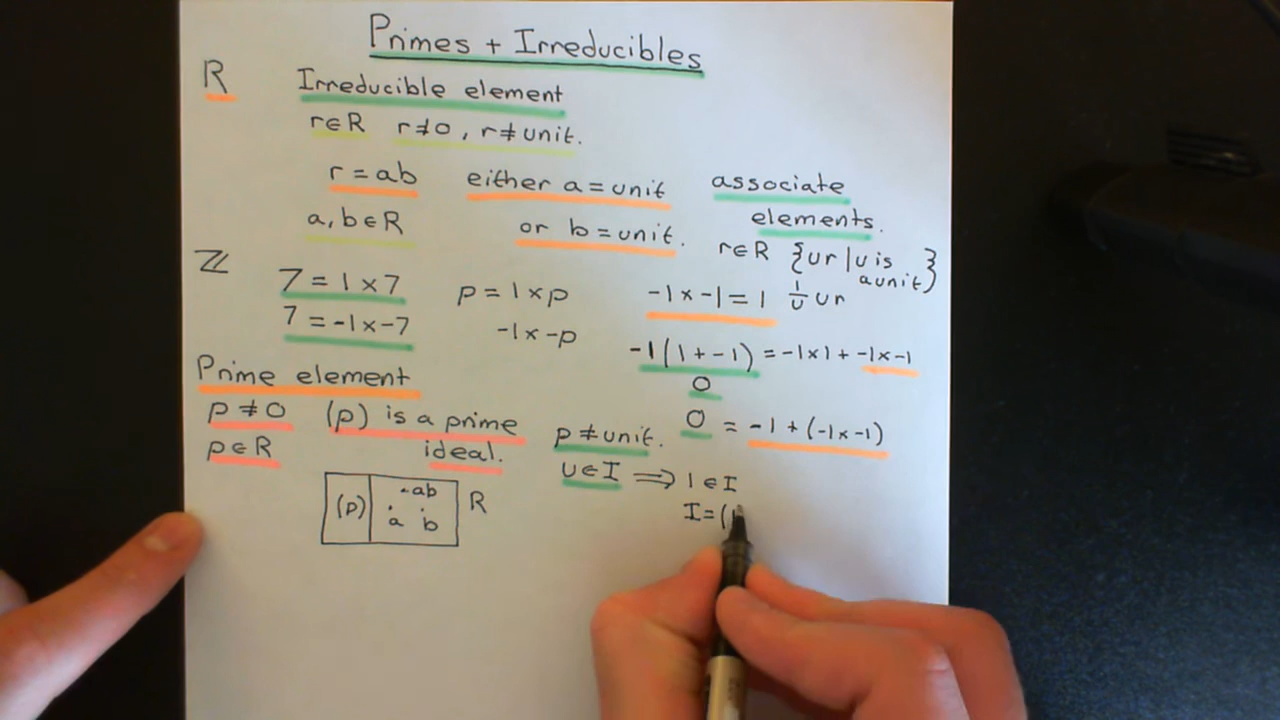 Primes + Irreducibles
R Irreducible element
r∈R r≠0, r≠unit.
r=ab either a=unit
a,b∈R or b=unit.
associate
elements.
r∈R {ur|u is
a unit}
ℤ
7=1×7 p=1×p
7=-1×-7 -1×-p
-1×-1=1 1/u ur
-1(1+-1)=-1×1+-1×-1
0
0=-1+(-1×-1)
Prime element
p≠0 (p) is a prime
p∈R ideal.
p≠unit.
u∈I ⟹ 1∈I
I=(1
(p) ab R
a b